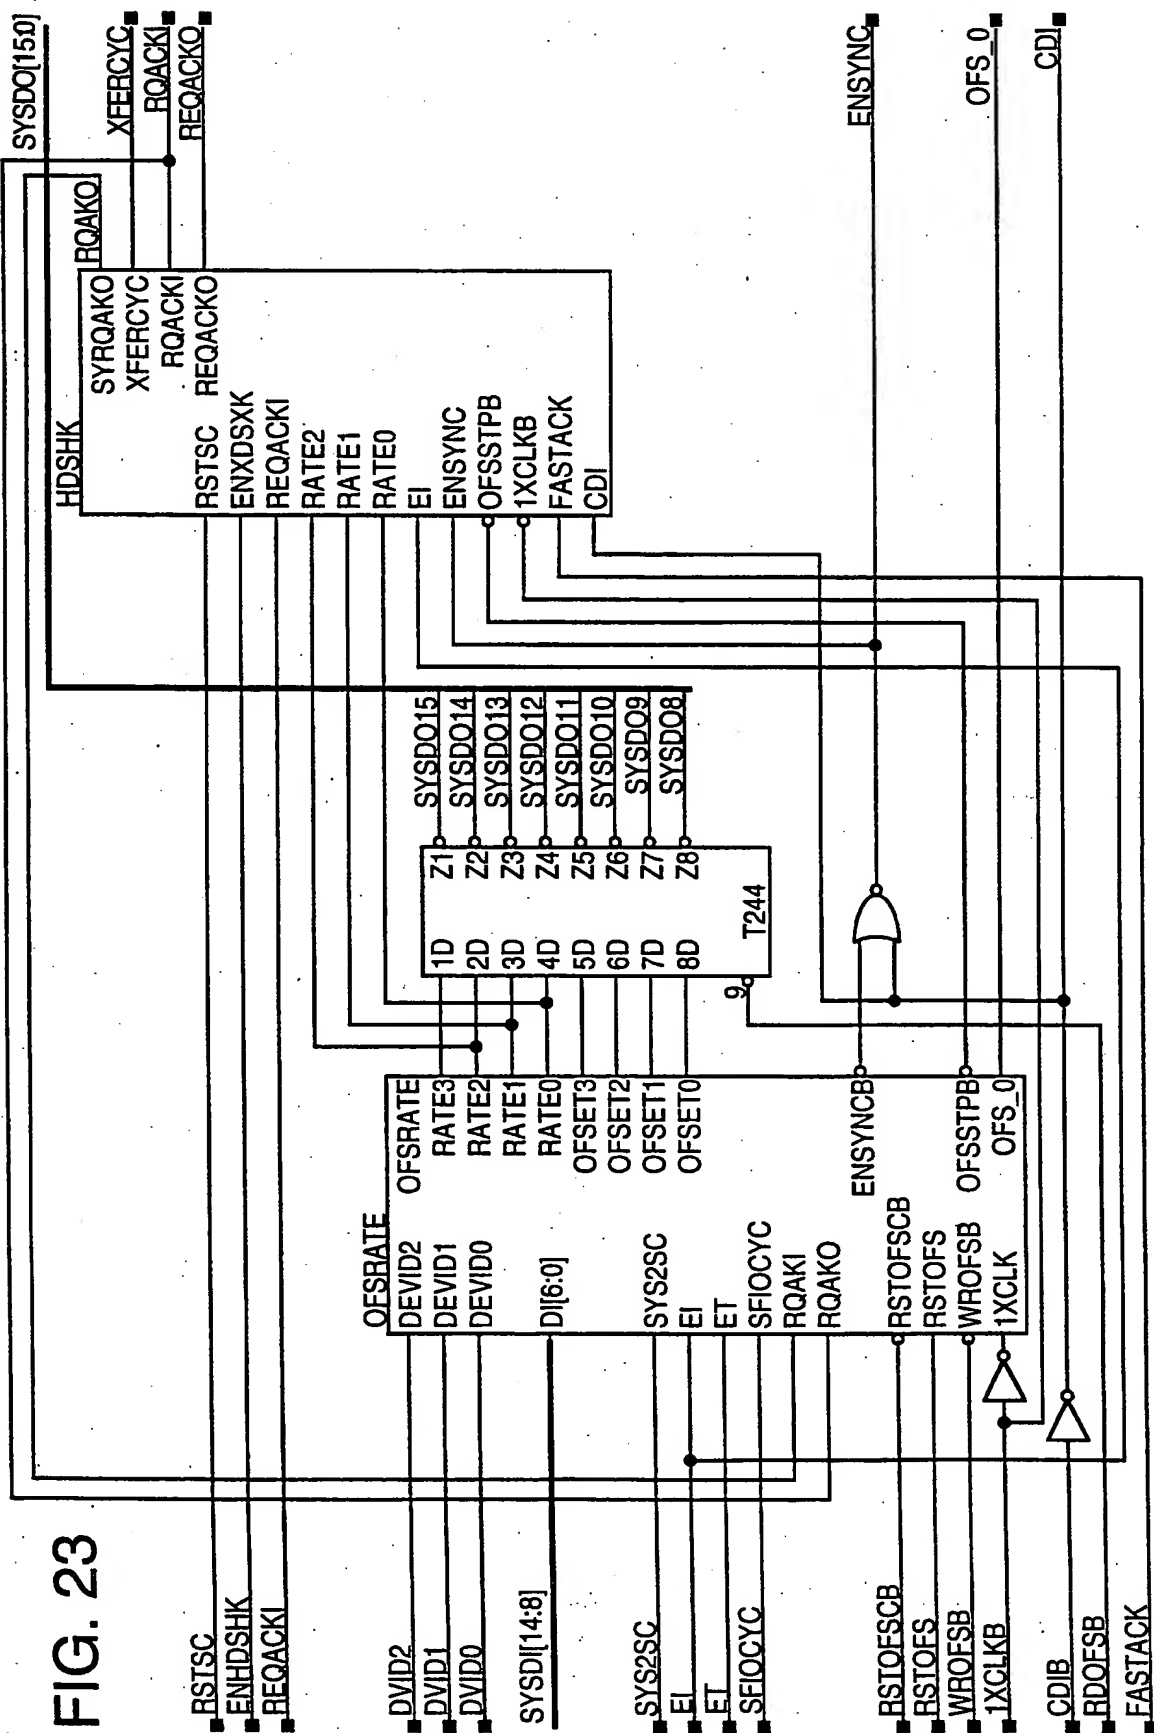 FIG. 23
RSTSC
ENHDSHK
REQACKI
DVID2
DVID1
DVID0
SYSDI[14:8]
SYS2SC
EI
ET
SFIOCYC
RSTOFSCB
RSTOFS
WROFSB
1XCLKB
CDIB
RDOFSB
FASTACK
OFSRATE
DEVID2
DEVID1
DEVID0
DI[6:0]
SYS2SC
EI
ET
SFIOCYC
RQAKI
RQAKO
RSTOFSCB
RSTOFS
WROFSB
1XCLK
OFSRATE
RATE3
RATE2
RATE1
RATE0
OFSET3
OFSET2
OFSET1
OFSET0
ENSYNCB
OFSSTPB
OFS_0
1D
2D
3D
4D
5D
6D
7D
8D
9
T244
Z1
Z2
Z3
Z4
Z5
Z6
Z7
Z8
SYSDO15
SYSDO14
SYSDO13
SYSDO12
SYSDO11
SYSDO10
SYSDO9
SYSDO8
HDSHK
RSTSC
ENXDSXK
REQACKI
RATE2
RATE1
RATE0
EI
ENSYNC
OFSSTPB
1XCLKB
FASTACK
CDI
SYRQAKO
XFERCYC
RQACKI
REQACKO
RQAKO
SYSDO[15:0]
XFERCYC
RQACKI
REQACKO
ENSYNC
OFS_0
CDI